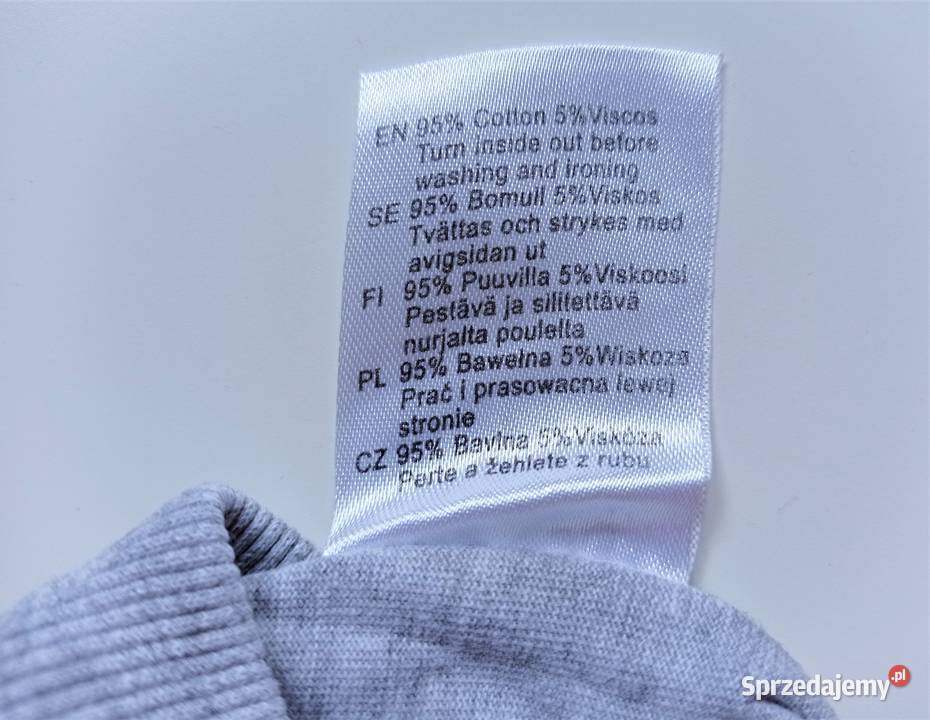 EN 95% Cotton 5%Viscos
Turn inside out before
washing and ironing
SE 95% Bomull 5%Viskos
Tvättas och strykes med
avigsidan ut
FI 95% Puuvilla 5%Viskoosi
Pestävä ja silitettävä
nurjalta poulelta
PL 95% Bawełna 5%Wiskoza
Prać i prasowacna lewej
stronie
CZ 95% Bavlna 5%Viskóza
Perte a žehlete z rubu
Sprzedajemy.pl